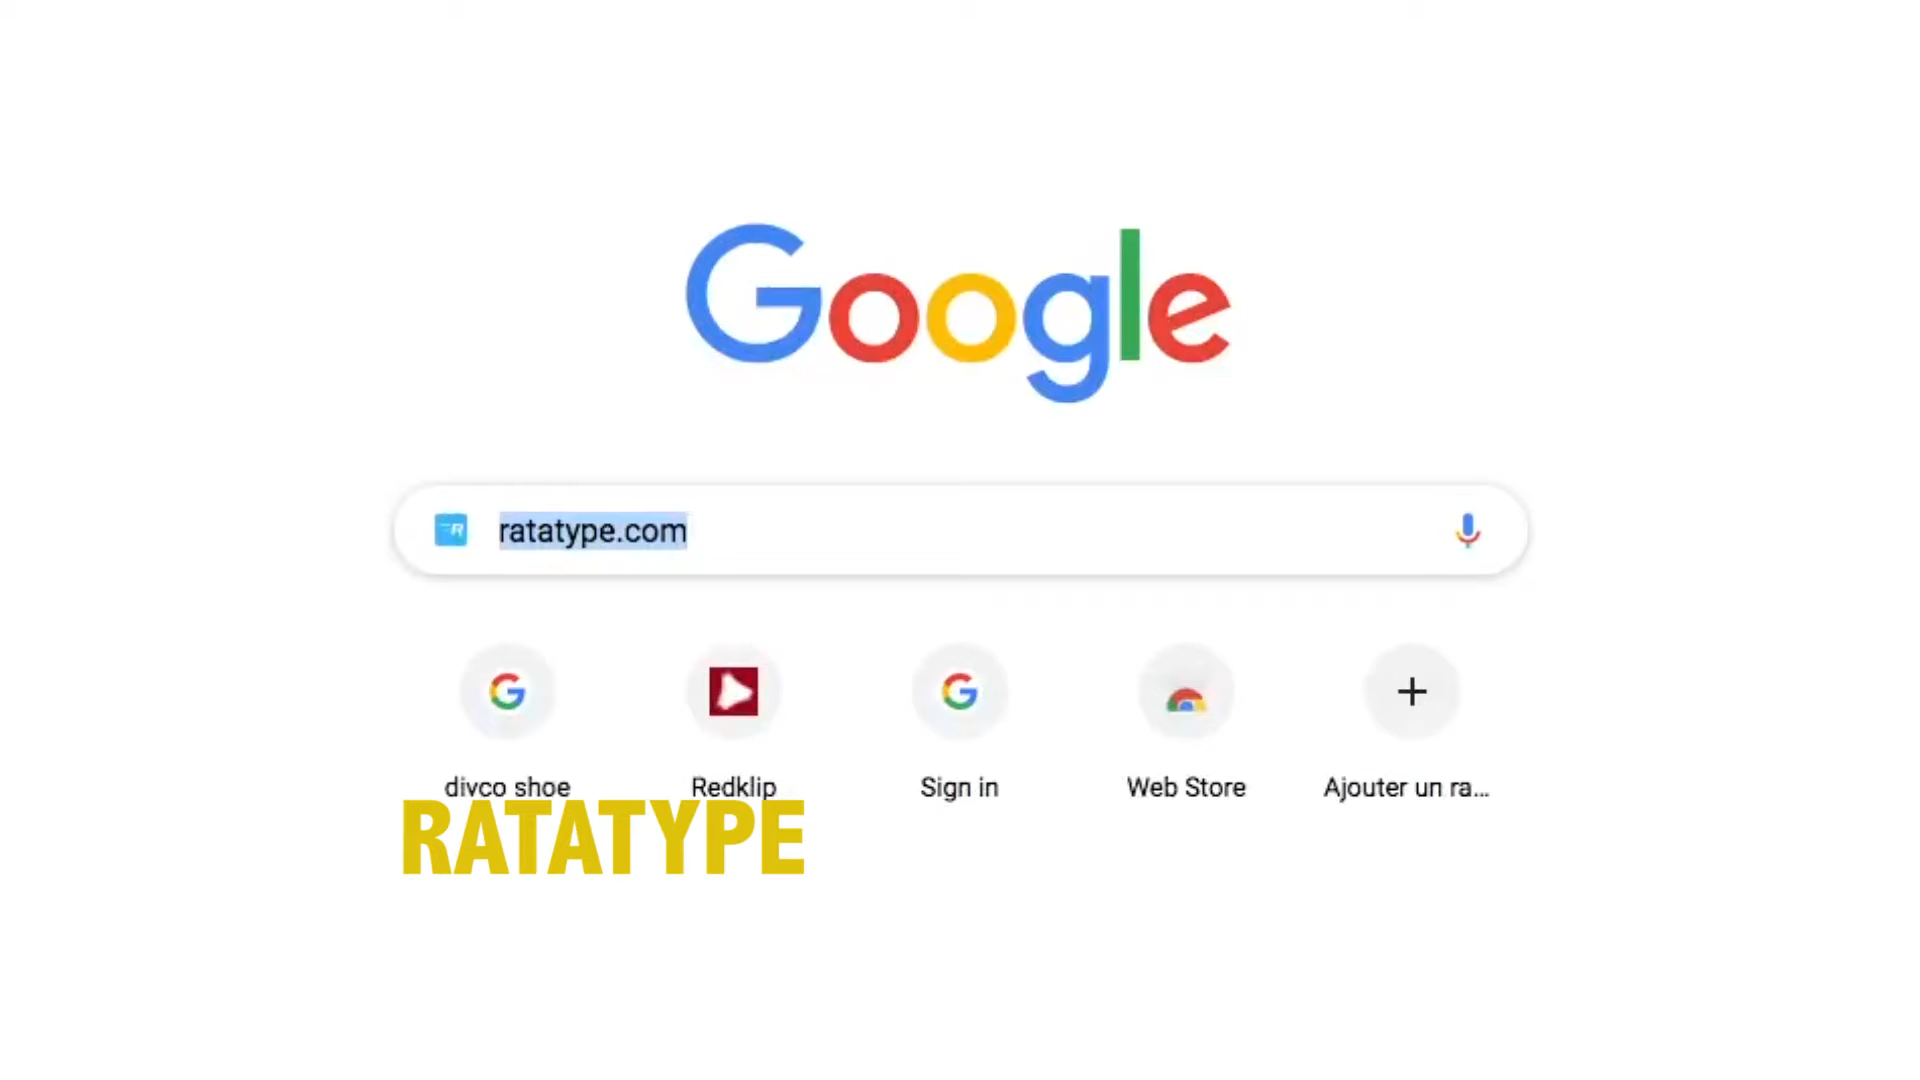 Google
ratatype.com
divco shoe
Redklip
Sign in
Web Store
Ajouter un ra...
RATATYPE